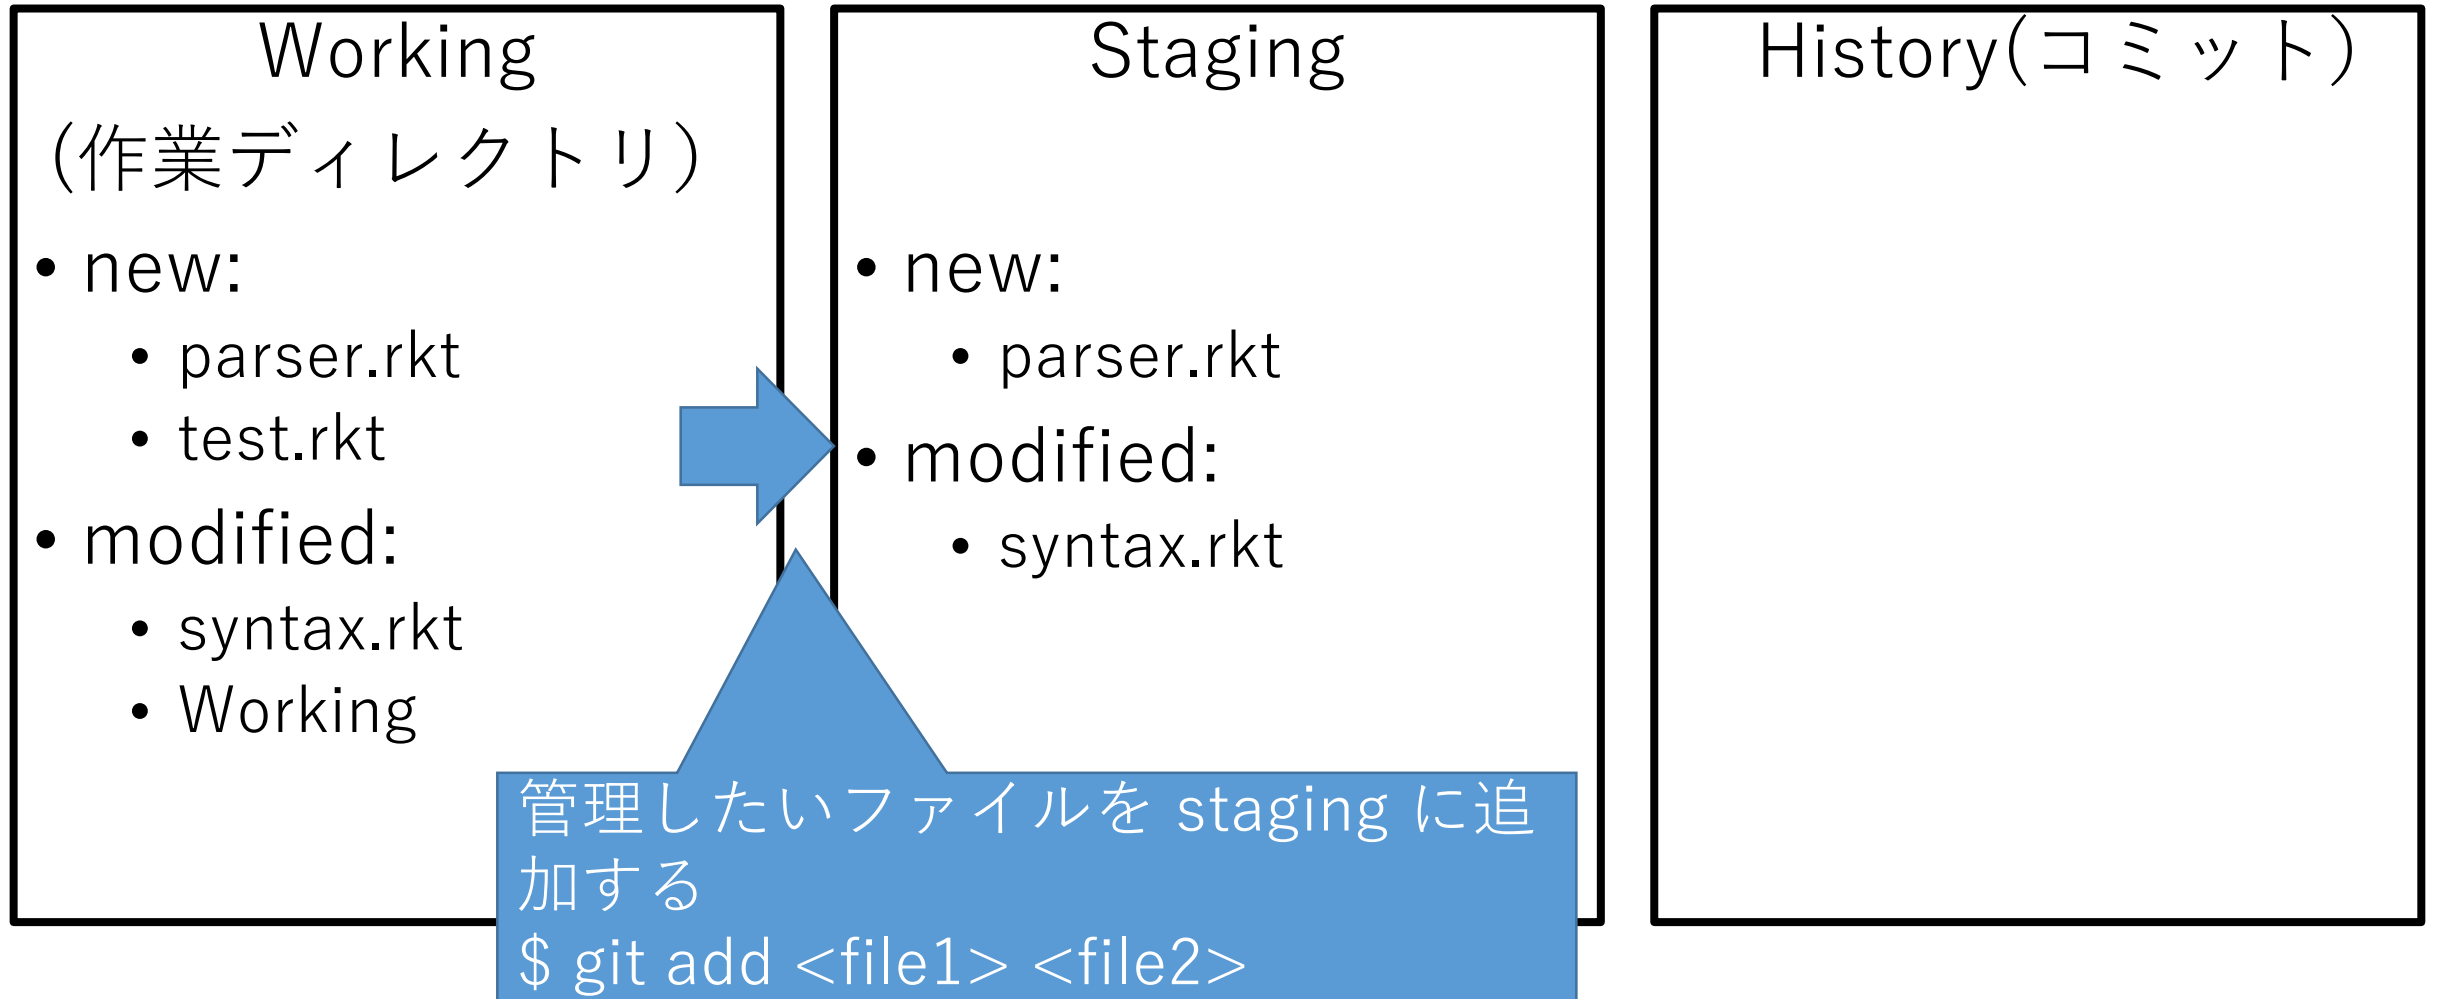 Working
(作業ディレクトリ)
• new:
• parser.rkt
• test.rkt
• modified:
• syntax.rkt
• Working
Staging
• new:
• parser.rkt
• modified:
• syntax.rkt
History(コミット)
管理したいファイルを staging に追
加する
$ git add <file1> <file2>